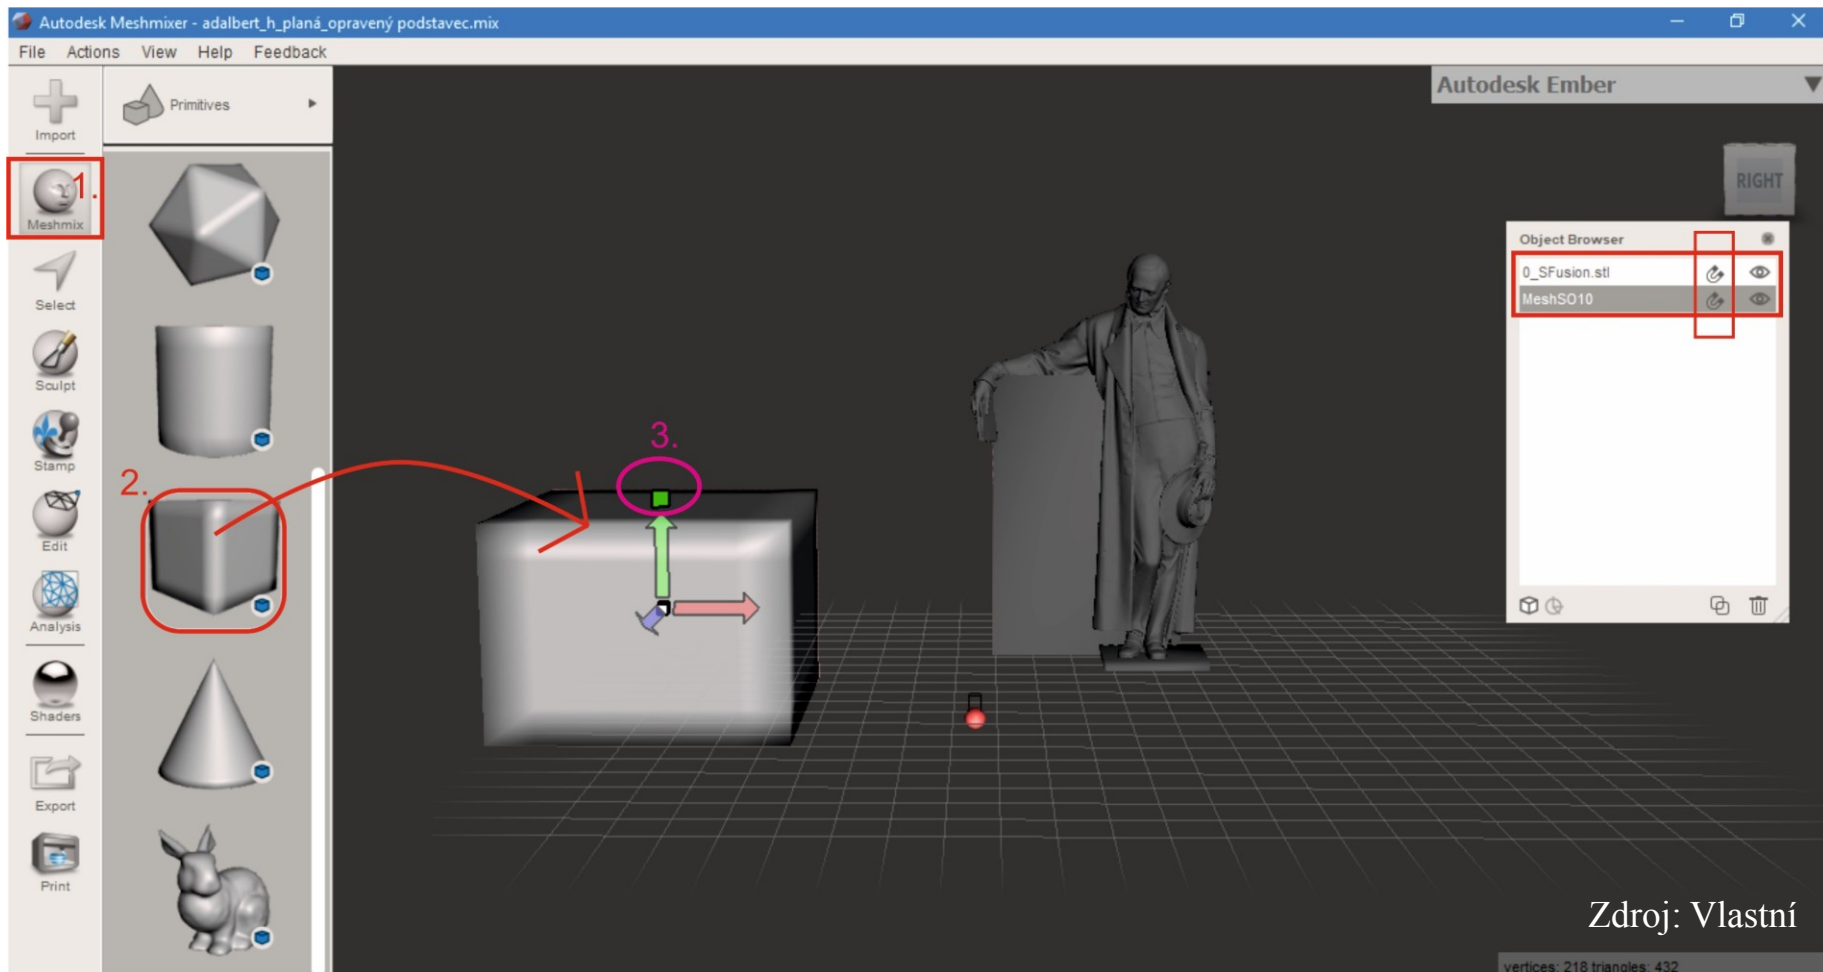 Autodesk Meshmixer - adalbert_h_planá_opravený podstavec.mix
File Actions View Help Feedback
Import
Primitives
Autodesk Ember
1.
Meshmix
RIGHT
Object Browser
0_SFusion.stl
MeshSO10
Select
Sculpt
Stamp
3.
2.
Edit
Analysis
Shaders
Export
Print
Zdroj: Vlastní
vertices: 218 triangles: 432